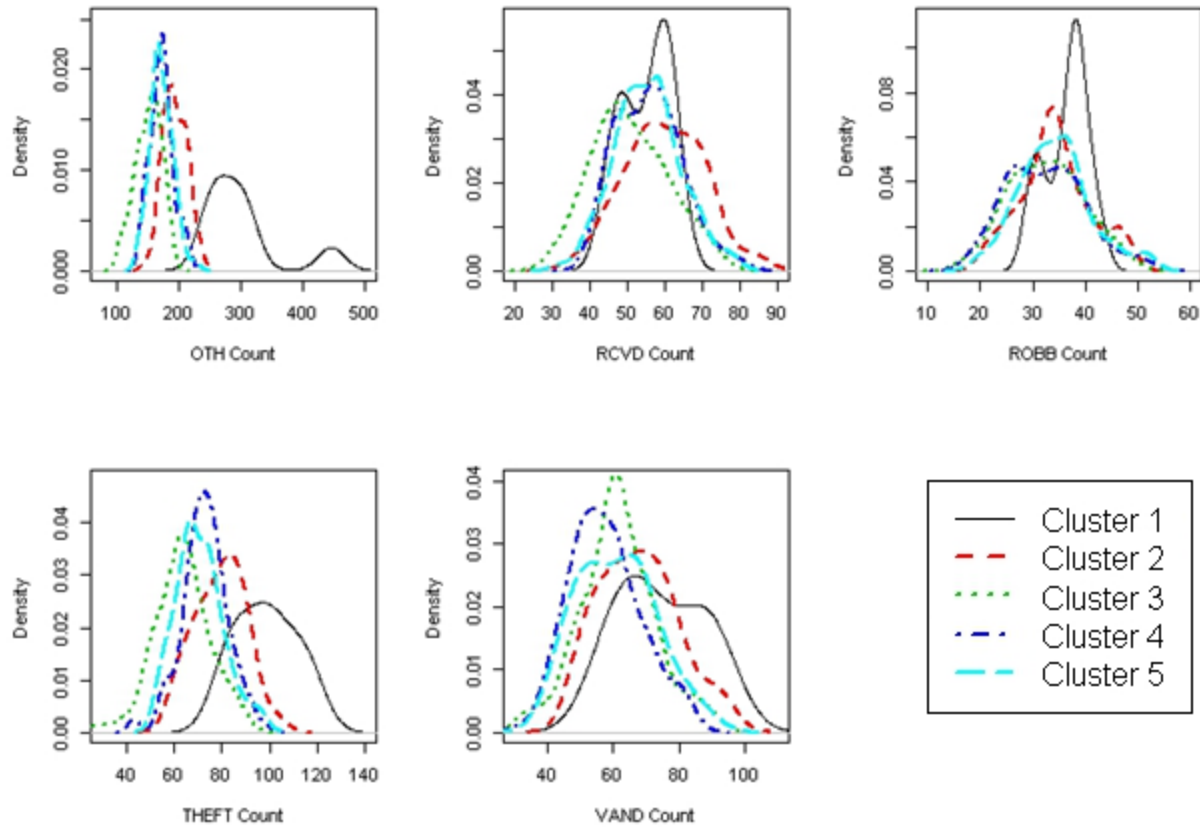 Density
0.000 0.010 0.020
100 200 300 400 500
OTH Count
Density
0.00 0.02 0.04
20 30 40 50 60 70 80 90
RCVD Count
Density
0.00 0.04 0.08
10 20 30 40 50 60
ROBB Count
Density
0.00 0.01 0.02 0.03 0.04
40 60 80 100 120 140
THEFT Count
Density
0.00 0.01 0.02 0.03 0.04
40 60 80 100
VAND Count
Cluster 1
Cluster 2
Cluster 3
Cluster 4
Cluster 5